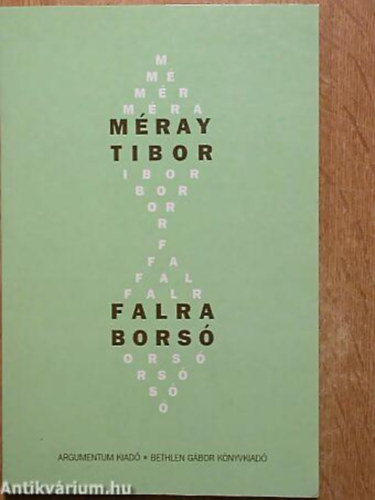 M
MÉ
MÉR
MÉRA
MÉRAY
TIBOR
IBOR
BOR
OR
R
F
FA
FAL
FALR
FALRA
BORSÓ
ORSÓ
RSÓ
SÓ
Ó
ARGUMENTUM KIADÓ • BETHLEN GÁBOR KÖNYVKIADÓ
Antikvárium.hu